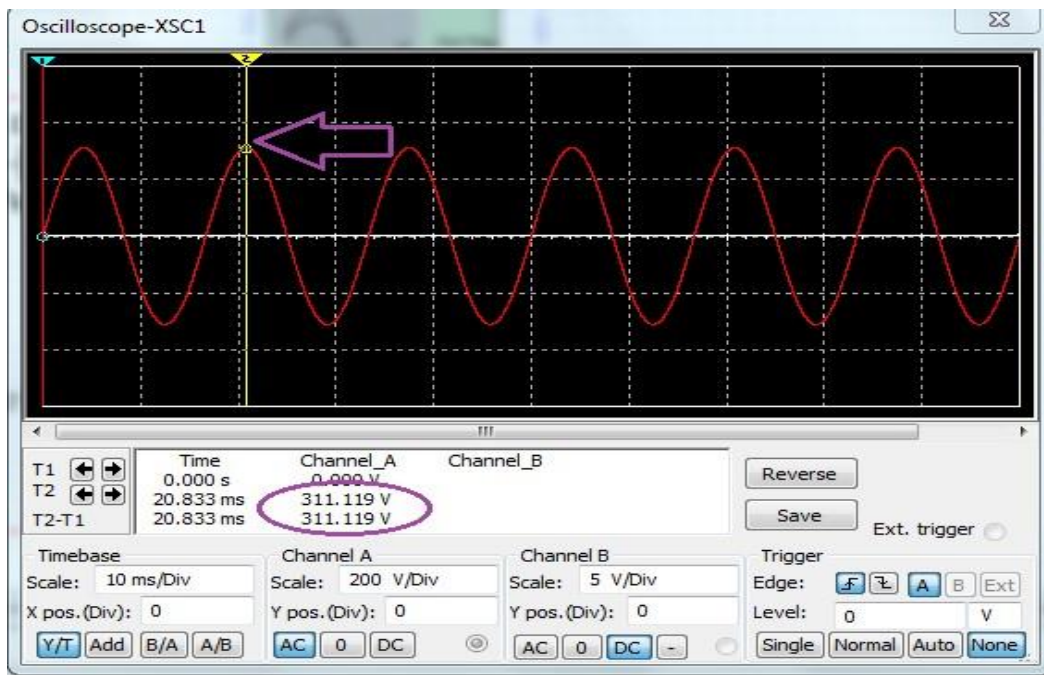 Oscilloscope-XSC1
1 2
Time Channel_A Channel_B
T1 0.000 s 0.000 V
T2 20.833 ms 311.119 V
T2-T1 20.833 ms 311.119 V
Reverse
Save
Ext. trigger
Timebase Channel A Channel B Trigger
Scale: 10 ms/Div Scale: 200 V/Div Scale: 5 V/Div Edge: A B Ext
X pos.(Div): 0 Y pos.(Div): 0 Y pos.(Div): 0 Level: 0 V
Y/T Add B/A A/B AC 0 DC AC 0 DC - Single Normal Auto None